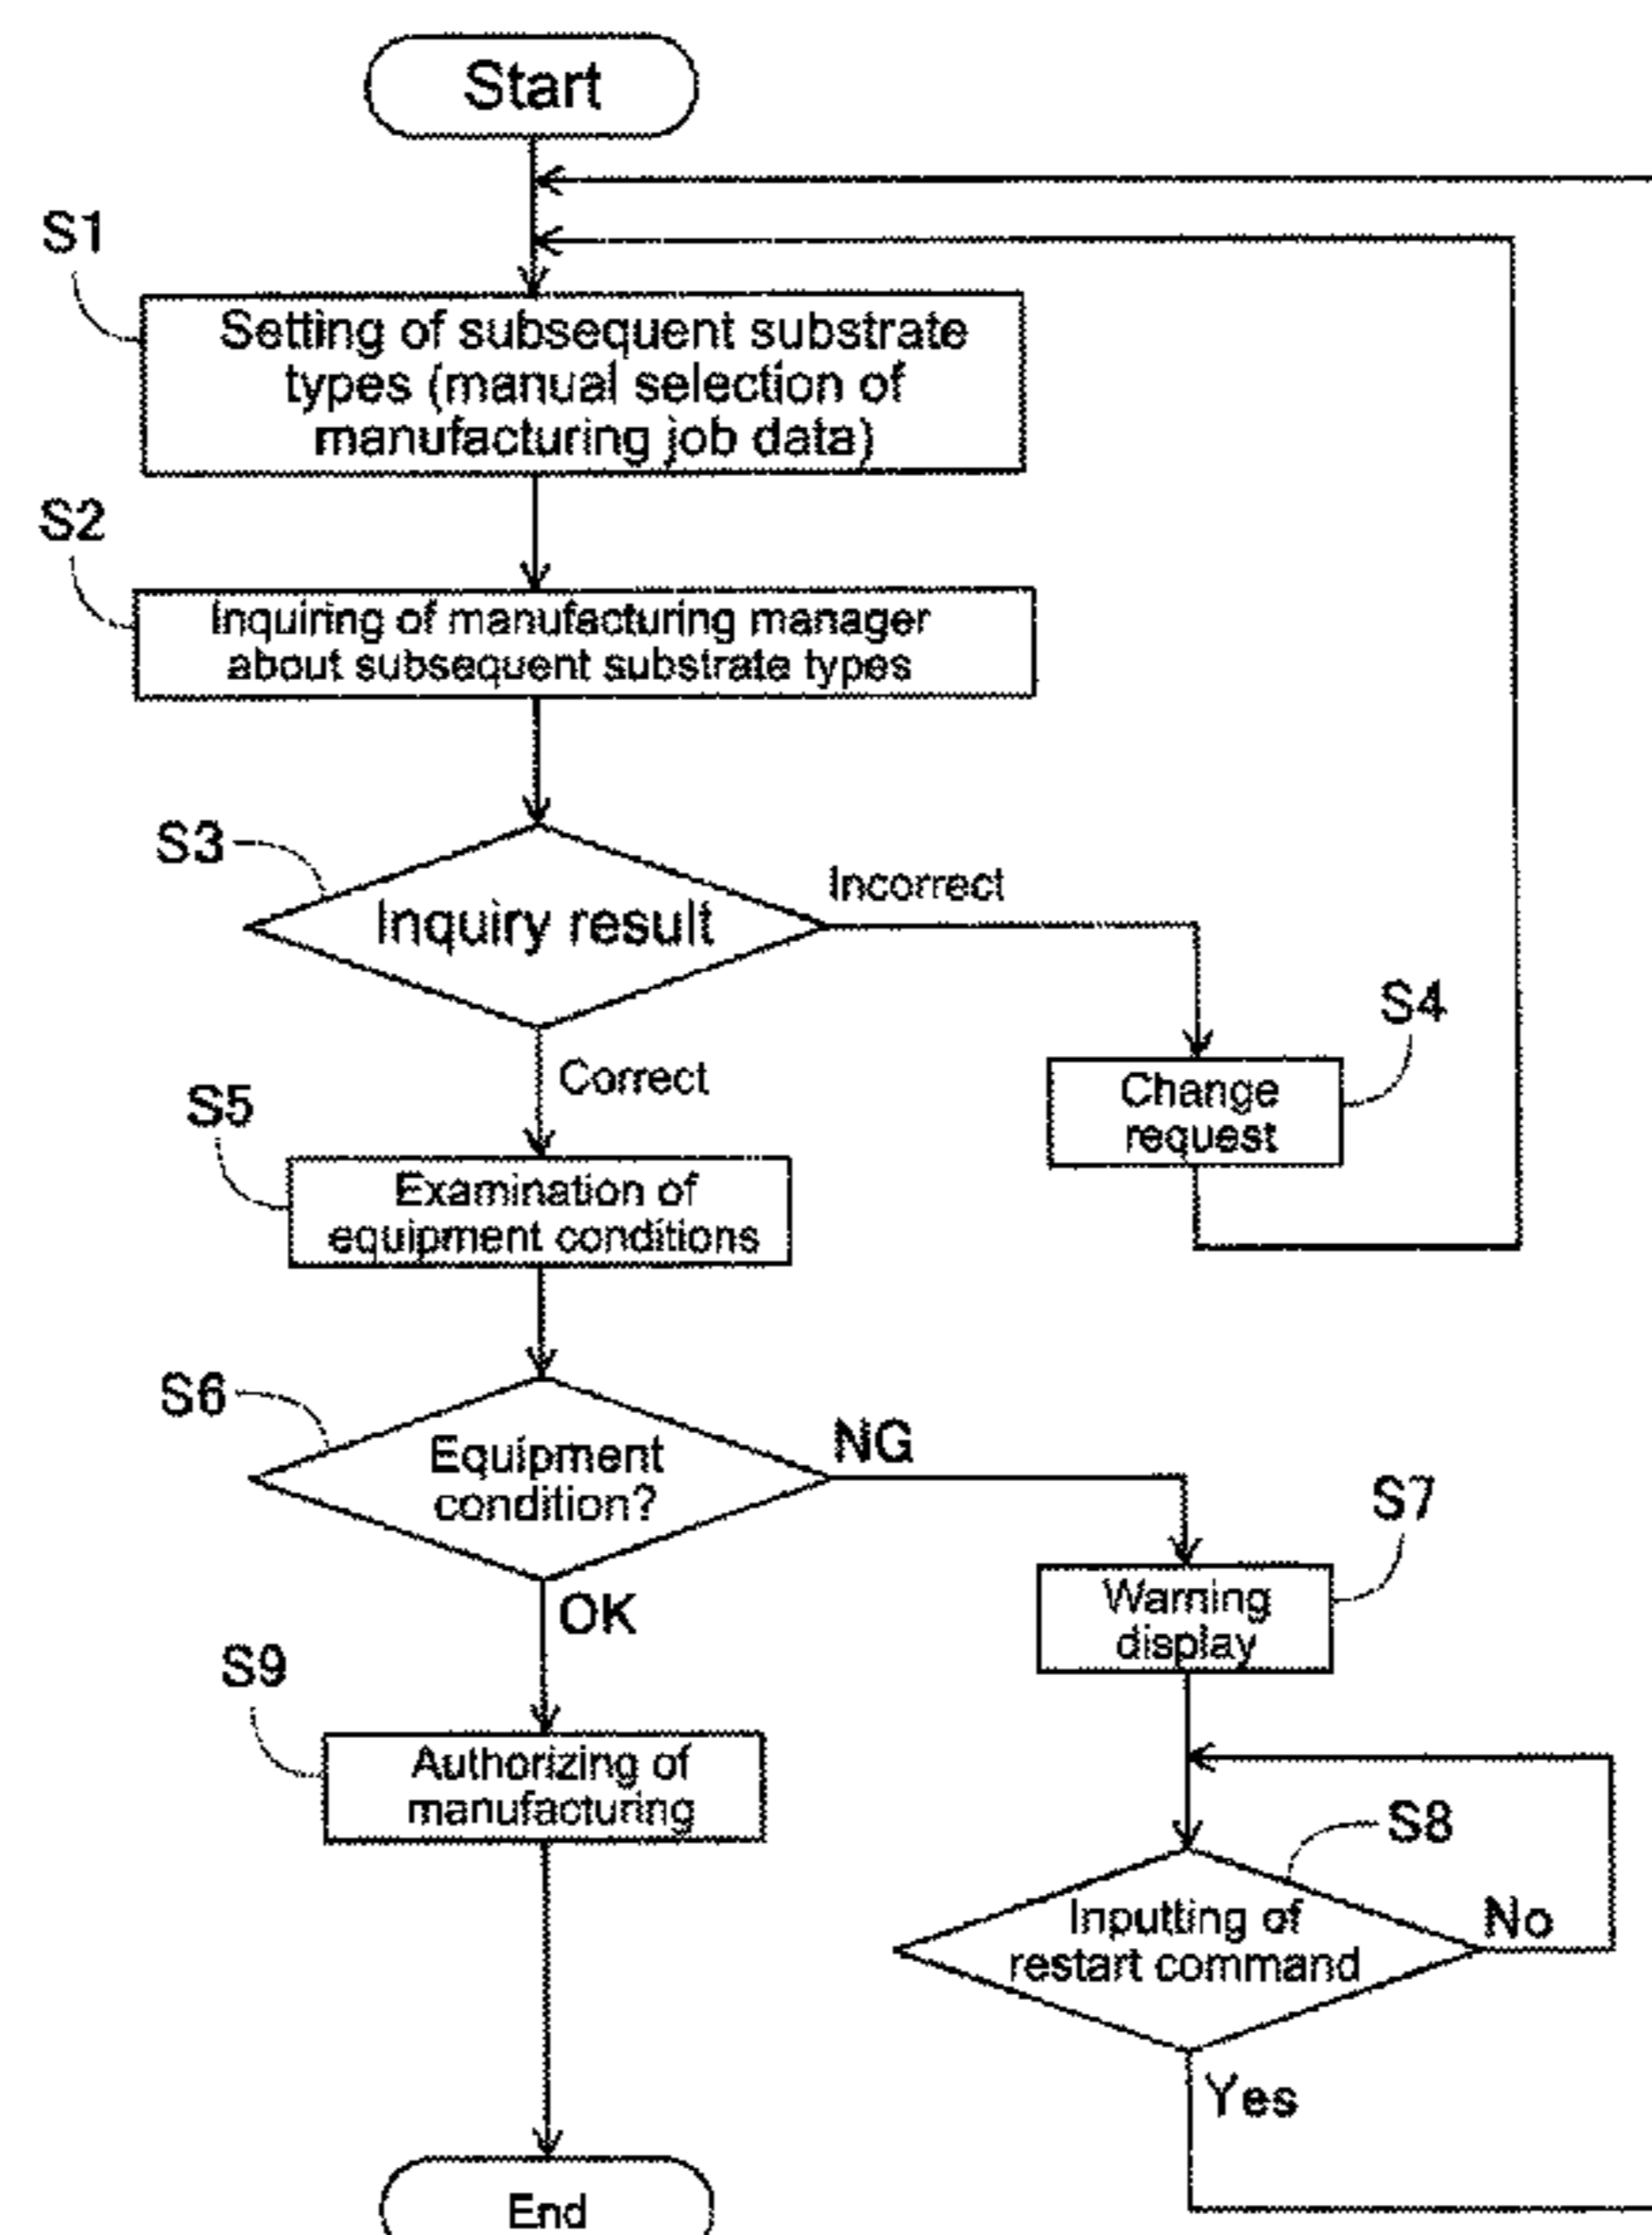 Start
S1
Setting of subsequent substrate
types (manual selection of
manufacturing job data)
S2
Inquiring of manufacturing manager
about subsequent substrate types
S3
Inquiry result
Incorrect
S4
Change
request
Correct
S5
Examination of
equipment conditions
S6
Equipment
condition?
NG
S7
Warning
display
OK
S9
Authorizing of
manufacturing
S8
Inputting of
restart command
No
Yes
End